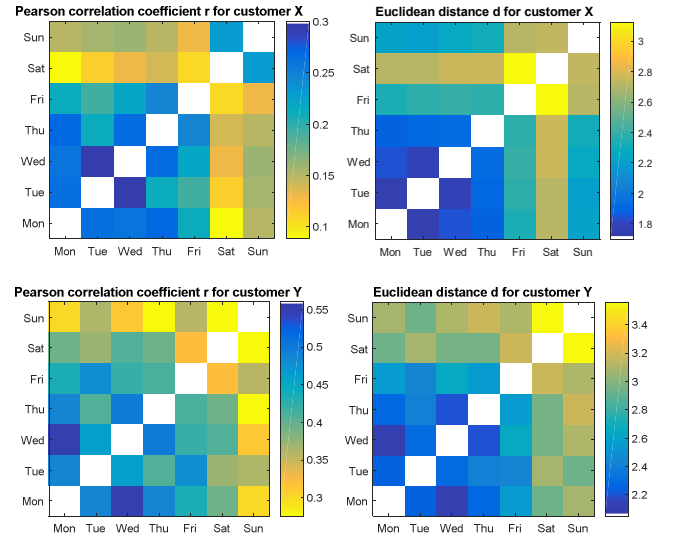 Pearson correlation coefficient r for customer X
Sun
Sat
Fri
Thu
Wed
Tue
Mon
Mon Tue Wed Thu Fri Sat Sun
0.3
0.25
0.2
0.15
0.1
Euclidean distance d for customer X
Sun
Sat
Fri
Thu
Wed
Tue
Mon
Mon Tue Wed Thu Fri Sat Sun
3
2.8
2.6
2.4
2.2
2
1.8
Pearson correlation coefficient r for customer Y
Sun
Sat
Fri
Thu
Wed
Tue
Mon
Mon Tue Wed Thu Fri Sat Sun
0.55
0.5
0.45
0.4
0.35
0.3
Euclidean distance d for customer Y
Sun
Sat
Fri
Thu
Wed
Tue
Mon
Mon Tue Wed Thu Fri Sat Sun
3.4
3.2
3
2.8
2.6
2.4
2.2